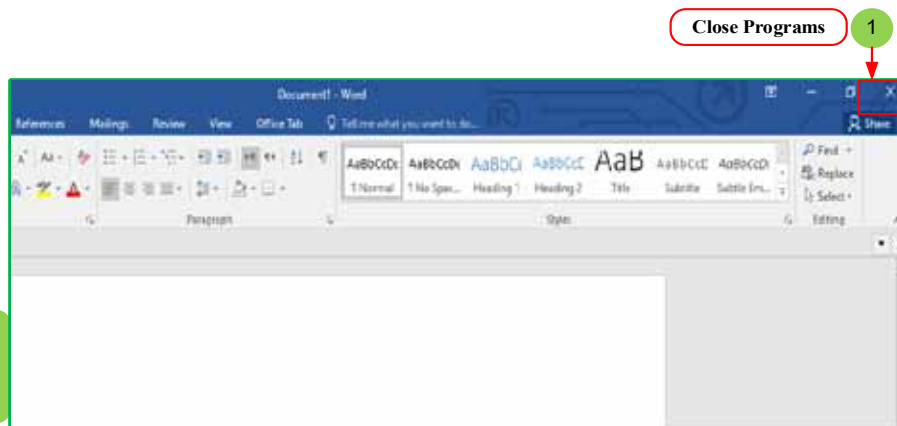 Close Programs 1
Document1 - Word
References Mailings Review View Office Tab Tell me what you want to do... Share
AaBbCcDc AaBbCcDc AaBbCc AaBbCcC AaB AaBbCcC AaBbCcD Find
Replace
1 Normal 1 No Spac... Heading 1 Heading 2 Title Subtitle Subtle Em... Select
Paragraph Styles Editing